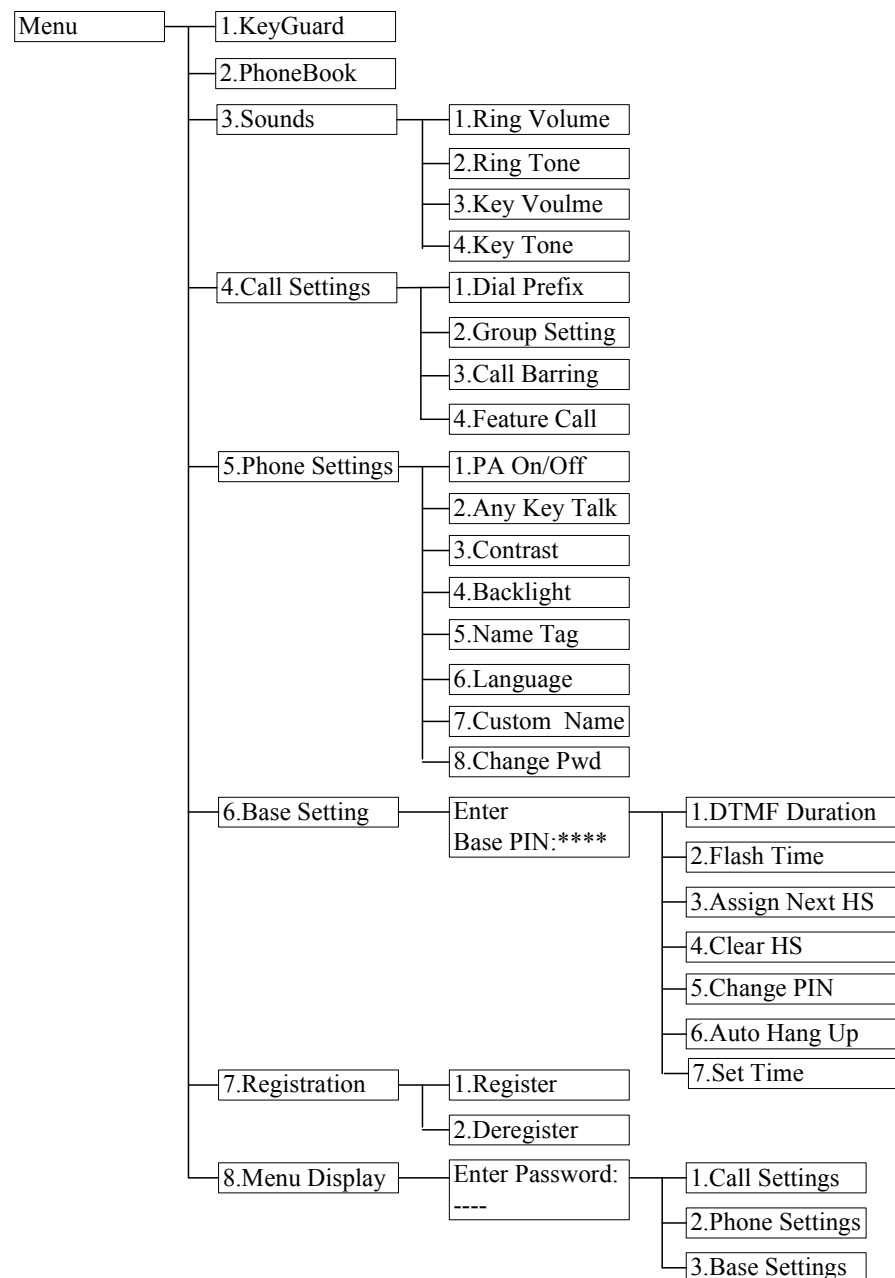 Menu
1.KeyGuard
2.PhoneBook
3.Sounds
1.Ring Volume
2.Ring Tone
3.Key Voulme
4.Key Tone
4.Call Settings
1.Dial Prefix
2.Group Setting
3.Call Barring
4.Feature Call
5.Phone Settings
1.PA On/Off
2.Any Key Talk
3.Contrast
4.Backlight
5.Name Tag
6.Language
7.Custom  Name
8.Change Pwd
6.Base Setting
Enter
Base PIN:****
1.DTMF Duration
2.Flash Time
3.Assign Next HS
4.Clear HS
5.Change PIN
6.Auto Hang Up
7.Set Time
7.Registration
1.Register
2.Deregister
8.Menu Display
Enter Password:
----
1.Call Settings
2.Phone Settings
3.Base Settings